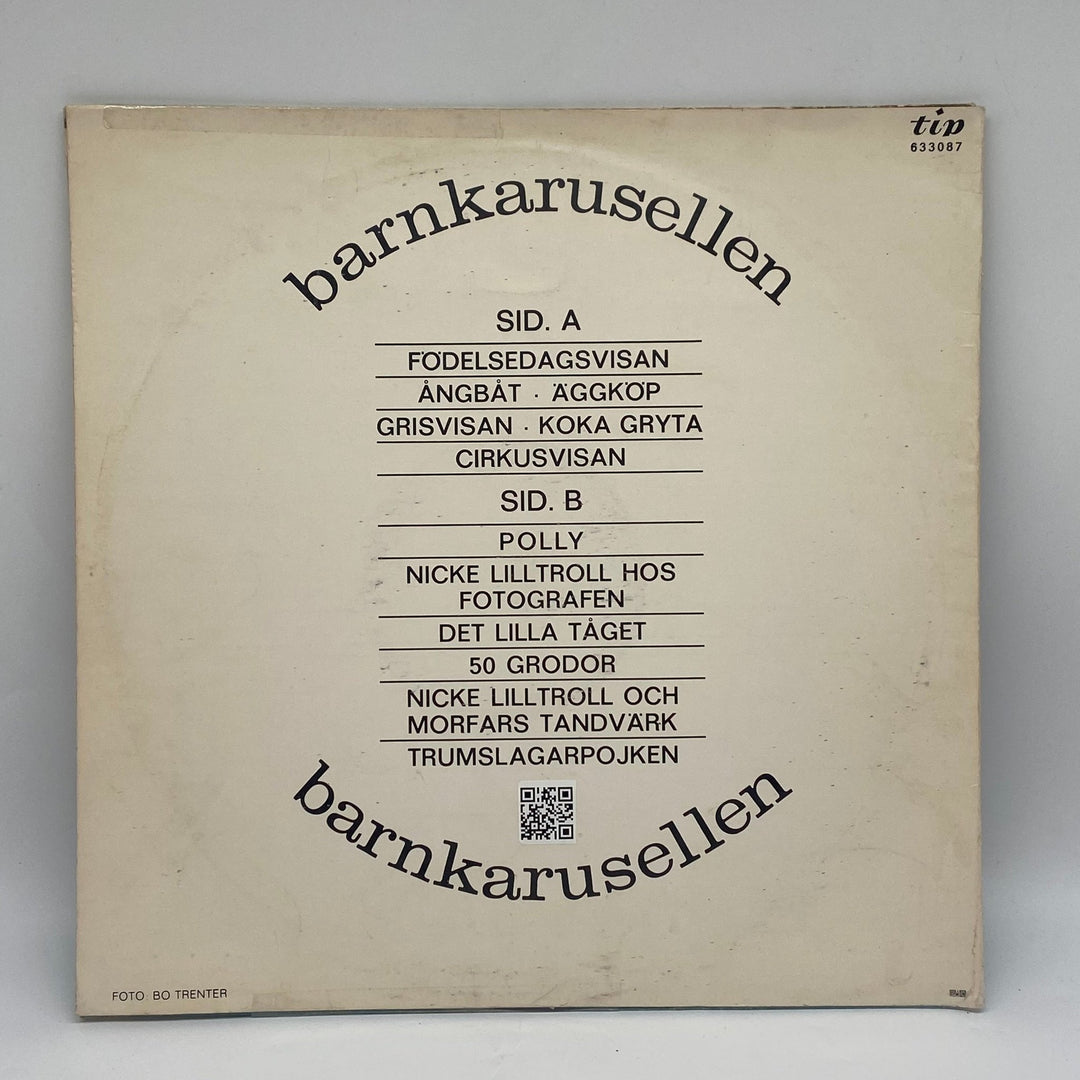 tip
633087
barnkarusellen
SID. A
FÖDELSEDAGSVISAN
ÅNGBÅT · ÄGGKÖP
GRISVISAN · KOKA GRYTA
CIRKUSVISAN
SID. B
POLLY
NICKE LILLTROLL HOS
FOTOGRAFEN
DET LILLA TÅGET
50 GRODOR
NICKE LILLTROLL OCH
MORFARS TANDVÄRK
TRUMSLAGARPOJKEN
barnkarusellen
FOTO: BO TRENTER